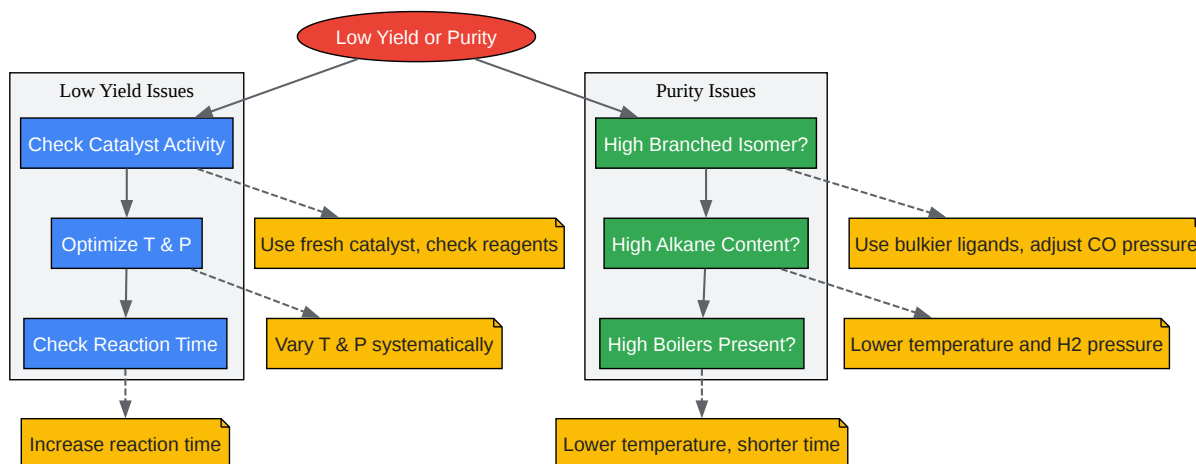 Low Yield or Purity
Low Yield Issues
Purity Issues
Check Catalyst Activity
High Branched Isomer?
Optimize T & P
Use fresh catalyst, check reagents
High Alkane Content?
Use bulkier ligands, adjust CO pressure
Check Reaction Time
Vary T & P systematically
High Boilers Present?
Lower temperature and H2 pressure
Increase reaction time
Lower temperature, shorter time